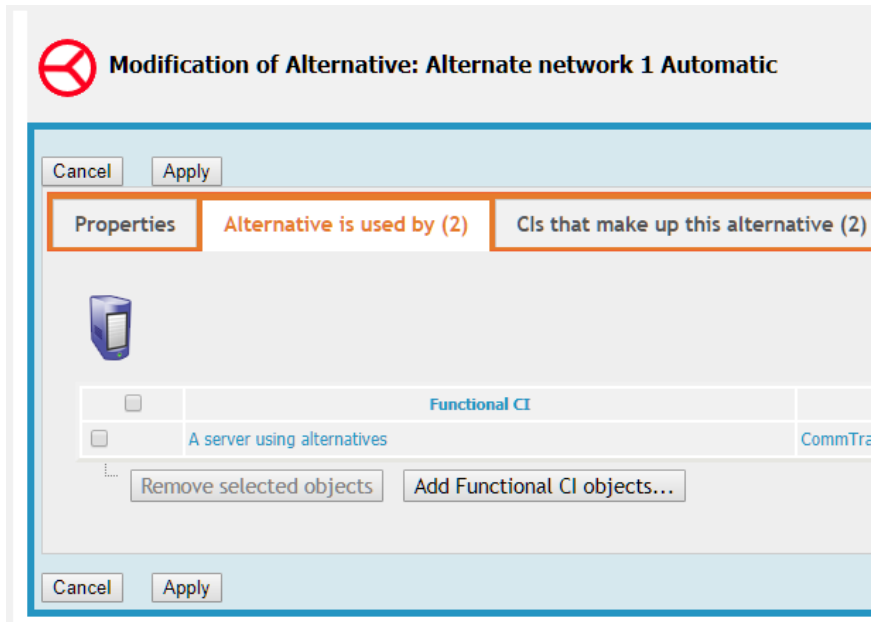 Modification of Alternative: Alternate network 1 Automatic
Cancel Apply
Properties Alternative is used by (2) CIs that make up this alternative (2)
Functional CI
A server using alternatives CommTra
Remove selected objects Add Functional CI objects...
Cancel Apply